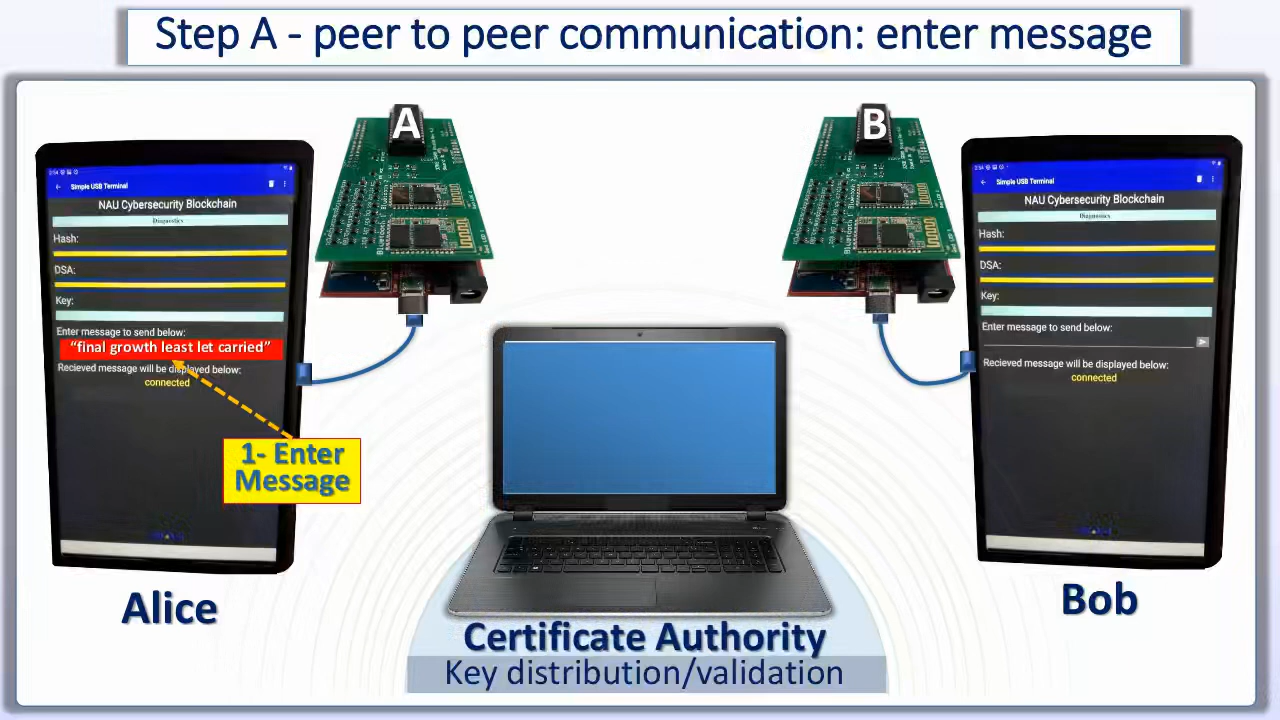 Step A - peer to peer communication: enter message
A
B
Simple USB Terminal
NAU Cybersecurity Blockchain
Diagnostics
Hash:
DSA:
Key:
Enter message to send below:
“final growth least let carried”
Recieved message will be displayed below:
connected
1- Enter
Message
Alice
Simple USB Terminal
NAU Cybersecurity Blockchain
Diagnostics
Hash:
DSA:
Key:
Enter message to send below:
Recieved message will be displayed below:
connected
Bob
Certificate Authority
Key distribution/validation